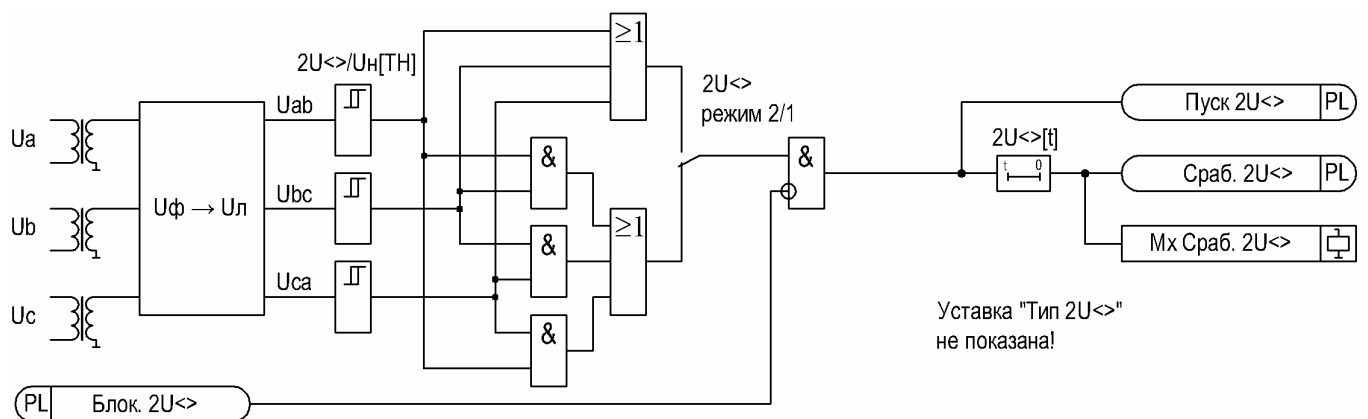 ≥1
2U<>/Uн[ТН]
2U<>
режим 2/1
Uab
Ua
Пуск 2U<> PL
2U<>[t]
&
&
t 0
Сраб. 2U<> PL
Ubc
Ub
Uф → Uл
&
≥1
Мх Сраб. 2U<>
Uca
Uc
&
Уставка "Тип 2U<>"
не показана!
PL Блок. 2U<>